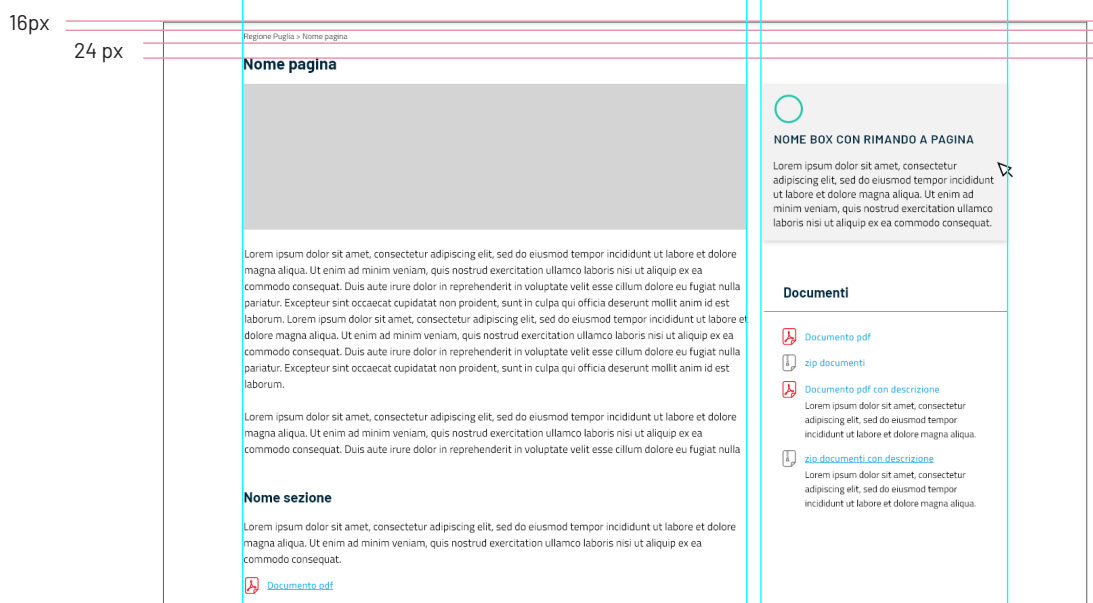 16px
24 px
Regione Puglia > Nome pagina
Nome pagina
Lorem ipsum dolor sit amet, consectetur adipiscing elit, sed do eiusmod tempor incididunt ut labore et dolore
magna aliqua. Ut enim ad minim veniam, quis nostrud exercitation ullamco laboris nisi ut aliquip ex ea
commodo consequat. Duis aute irure dolor in reprehenderit in voluptate velit esse cillum dolore eu fugiat nulla
pariatur. Excepteur sint occaecat cupidatat non proident, sunt in culpa qui officia deserunt mollit anim id est
laborum. Lorem ipsum dolor sit amet, consectetur adipiscing elit, sed do eiusmod tempor incididunt ut labore et
dolore magna aliqua. Ut enim ad minim veniam, quis nostrud exercitation ullamco laboris nisi ut aliquip ex ea
commodo consequat. Duis aute irure dolor in reprehenderit in voluptate velit esse cillum dolore eu fugiat nulla
pariatur. Excepteur sint occaecat cupidatat non proident, sunt in culpa qui officia deserunt mollit anim id est
laborum.
Lorem ipsum dolor sit amet, consectetur adipiscing elit, sed do eiusmod tempor incididunt ut labore et dolore
magna aliqua. Ut enim ad minim veniam, quis nostrud exercitation ullamco laboris nisi ut aliquip ex ea
commodo consequat. Duis aute irure dolor in reprehenderit in voluptate velit esse cillum dolore eu fugiat nulla
Nome sezione
Lorem ipsum dolor sit amet, consectetur adipiscing elit, sed do eiusmod tempor incididunt ut labore et dolore
magna aliqua. Ut enim ad minim veniam, quis nostrud exercitation ullamco laboris nisi ut aliquip ex ea
commodo consequat.
Documento pdf
NOME BOX CON RIMANDO A PAGINA
Lorem ipsum dolor sit amet, consectetur
adipiscing elit, sed do eiusmod tempor incididunt
ut labore et dolore magna aliqua. Ut enim ad
minim veniam, quis nostrud exercitation ullamco
laboris nisi ut aliquip ex ea commodo consequat.
Documenti
Documento pdf
zip documenti
Documento pdf con descrizione
Lorem ipsum dolor sit amet, consectetur
adipiscing elit, sed do eiusmod tempor
incididunt ut labore et dolore magna aliqua.
zip documenti con descrizione
Lorem ipsum dolor sit amet, consectetur
adipiscing elit, sed do eiusmod tempor
incididunt ut labore et dolore magna aliqua.